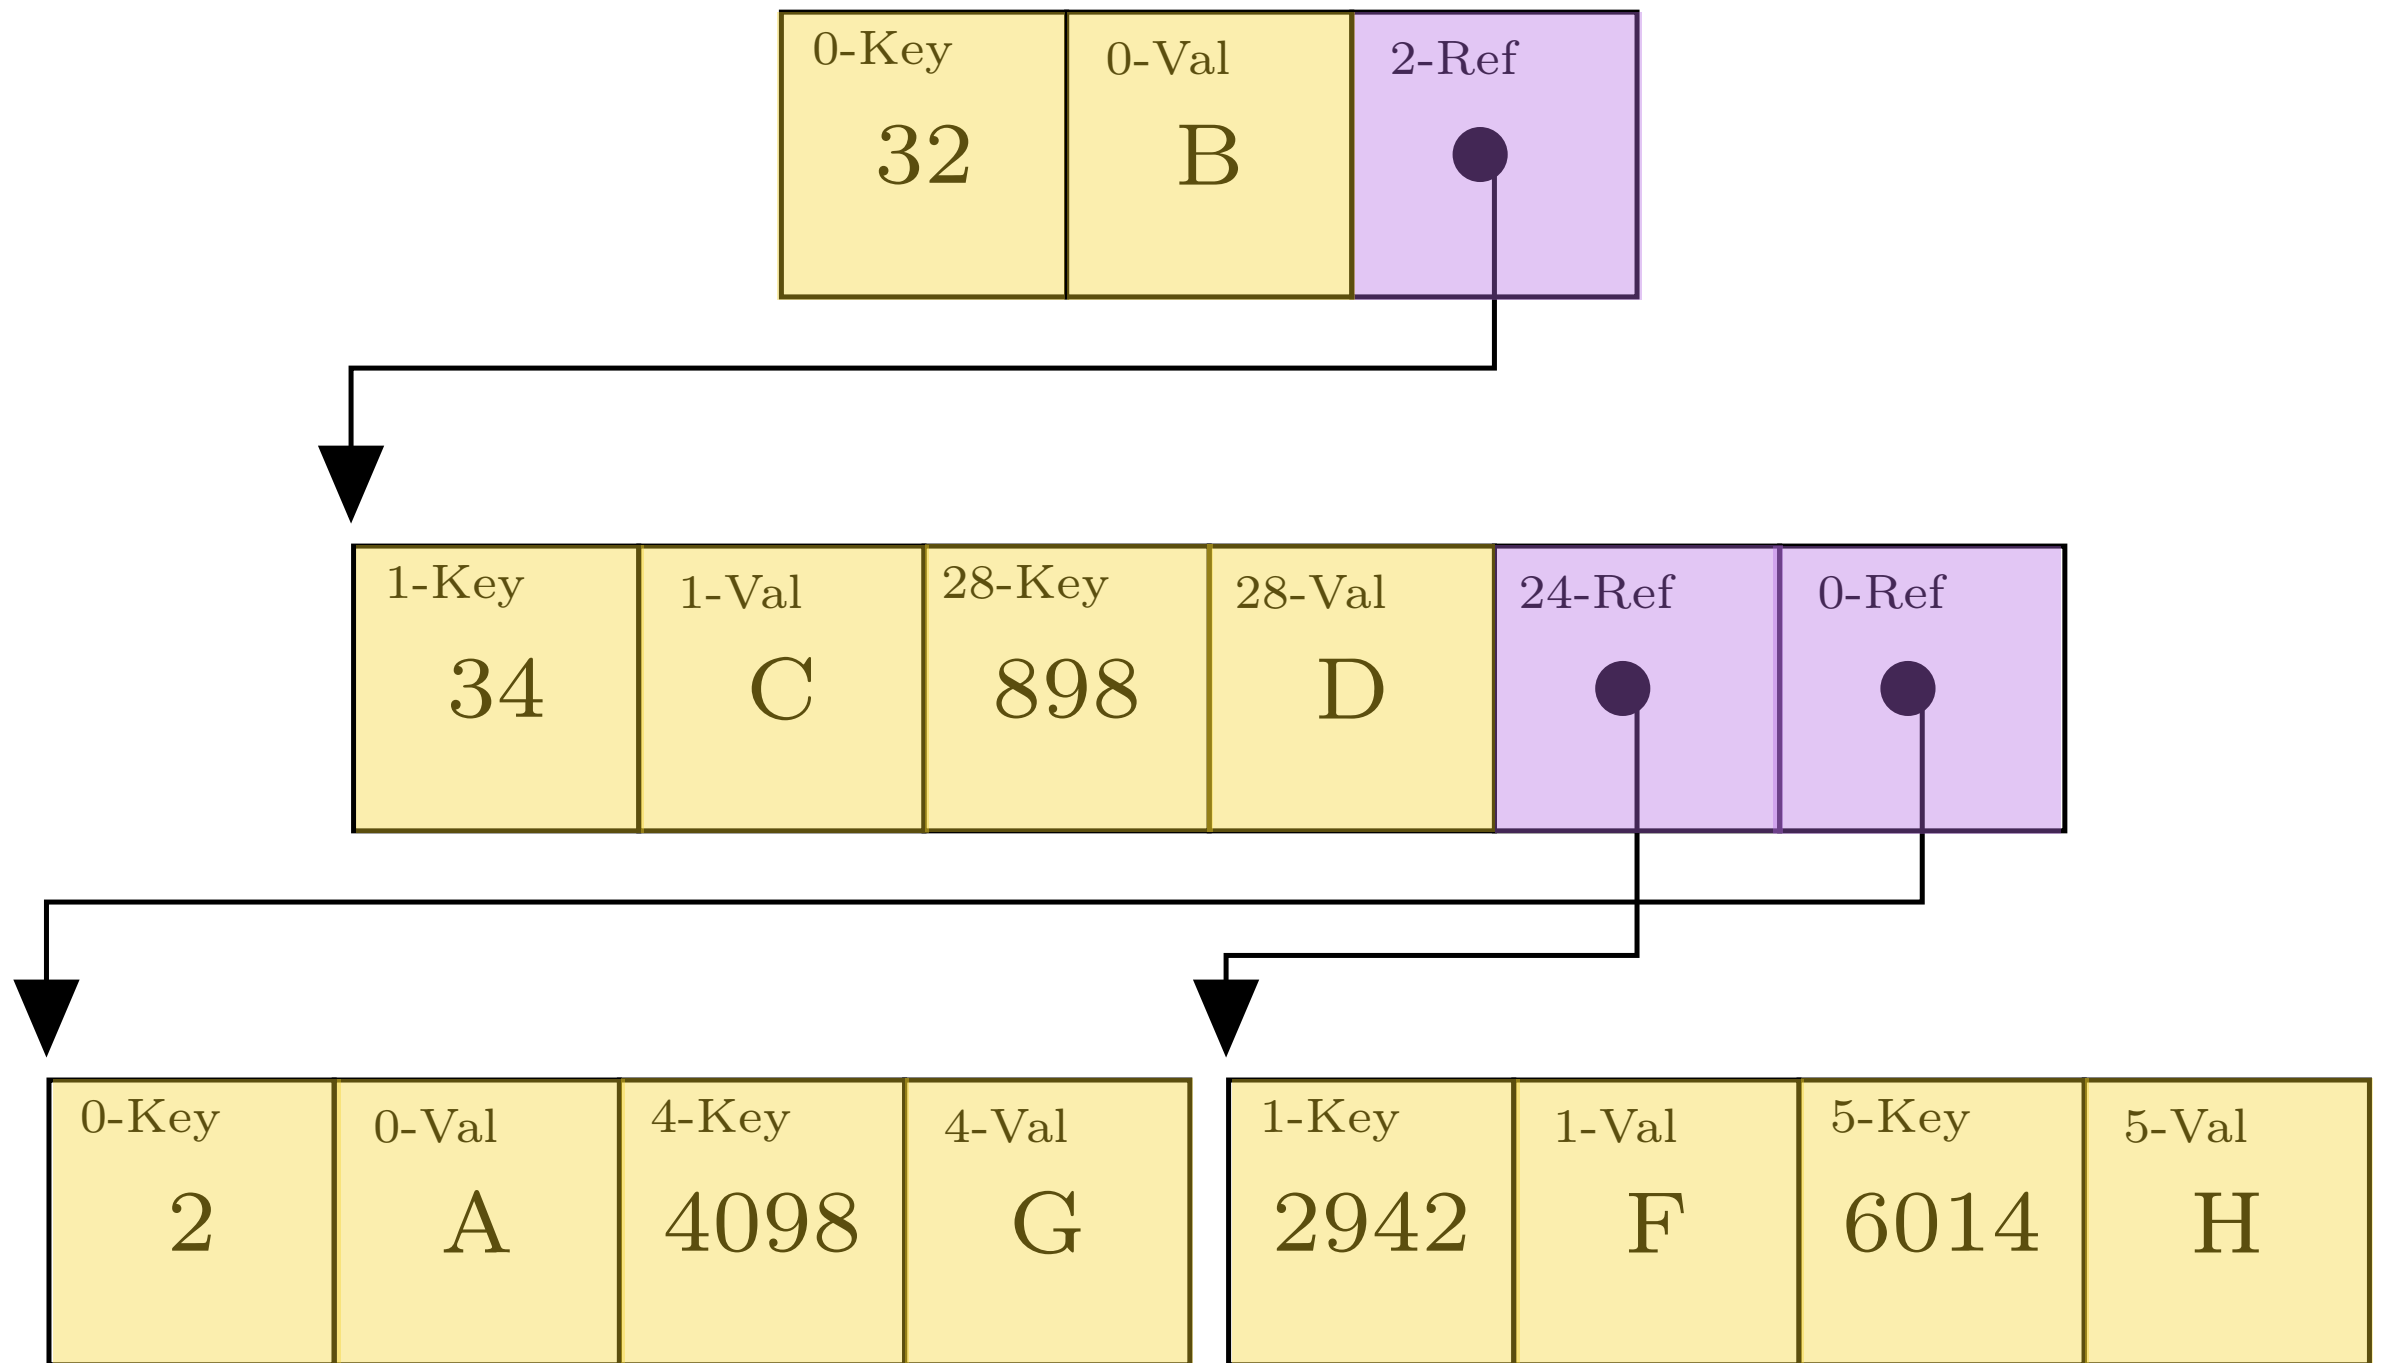 0-Key 0-Val 2-Ref
32 B
1-Key 1-Val 28-Key 28-Val 24-Ref 0-Ref
34 C 898 D
0-Key 0-Val 4-Key 4-Val 1-Key 1-Val 5-Key 5-Val
2 A 4098 G 2942 F 6014 H